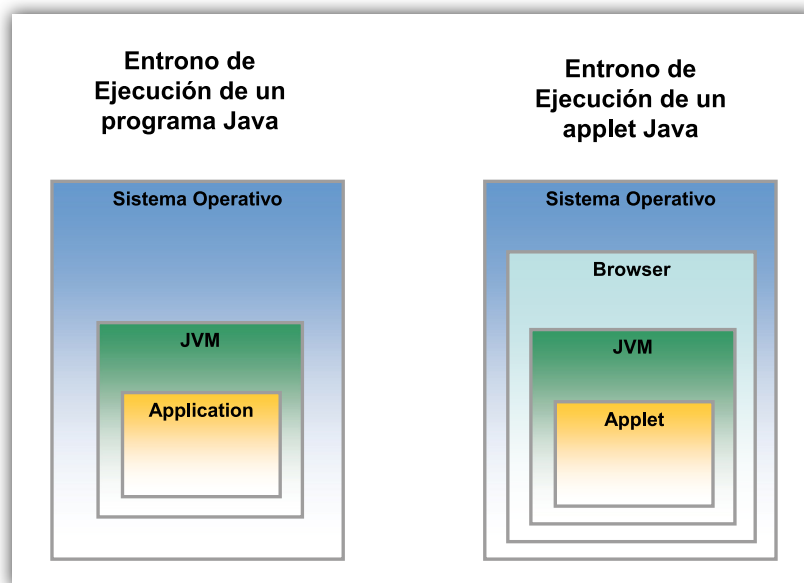 Entrono de
Ejecución de un
programa Java
Sistema Operativo
JVM
Application
Entrono de
Ejecución de un
applet Java
Sistema Operativo
Browser
JVM
Applet